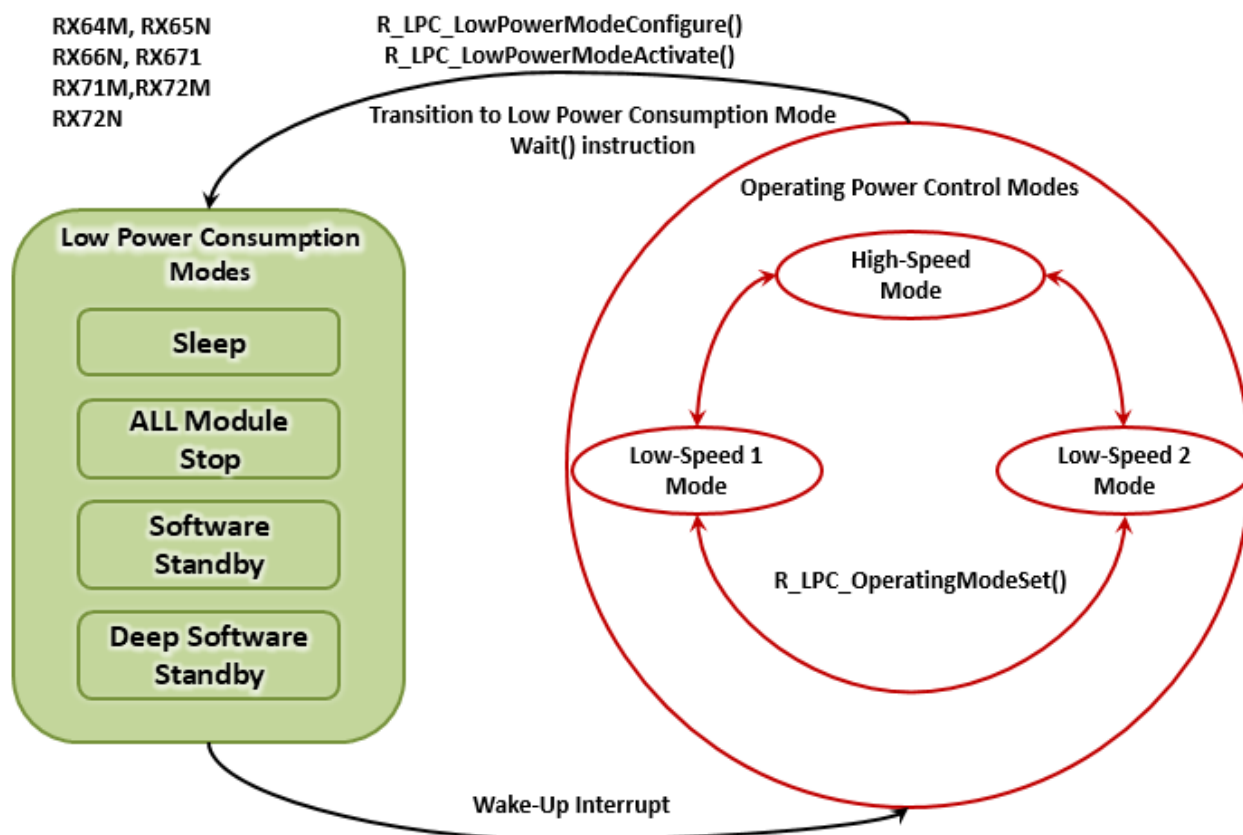 RX64M, RX65N
RX66N, RX671
RX71M,RX72M
RX72N
R_LPC_LowPowerModeConfigure()
R_LPC_LowPowerModeActivate()
Transition to Low Power Consumption Mode
Wait() instruction
Low Power Consumption
Modes
Sleep
ALL Module
Stop
Software
Standby
Deep Software
Standby
Operating Power Control Modes
High-Speed
Mode
Low-Speed 1
Mode
Low-Speed 2
Mode
R_LPC_OperatingModeSet()
Wake-Up Interrupt